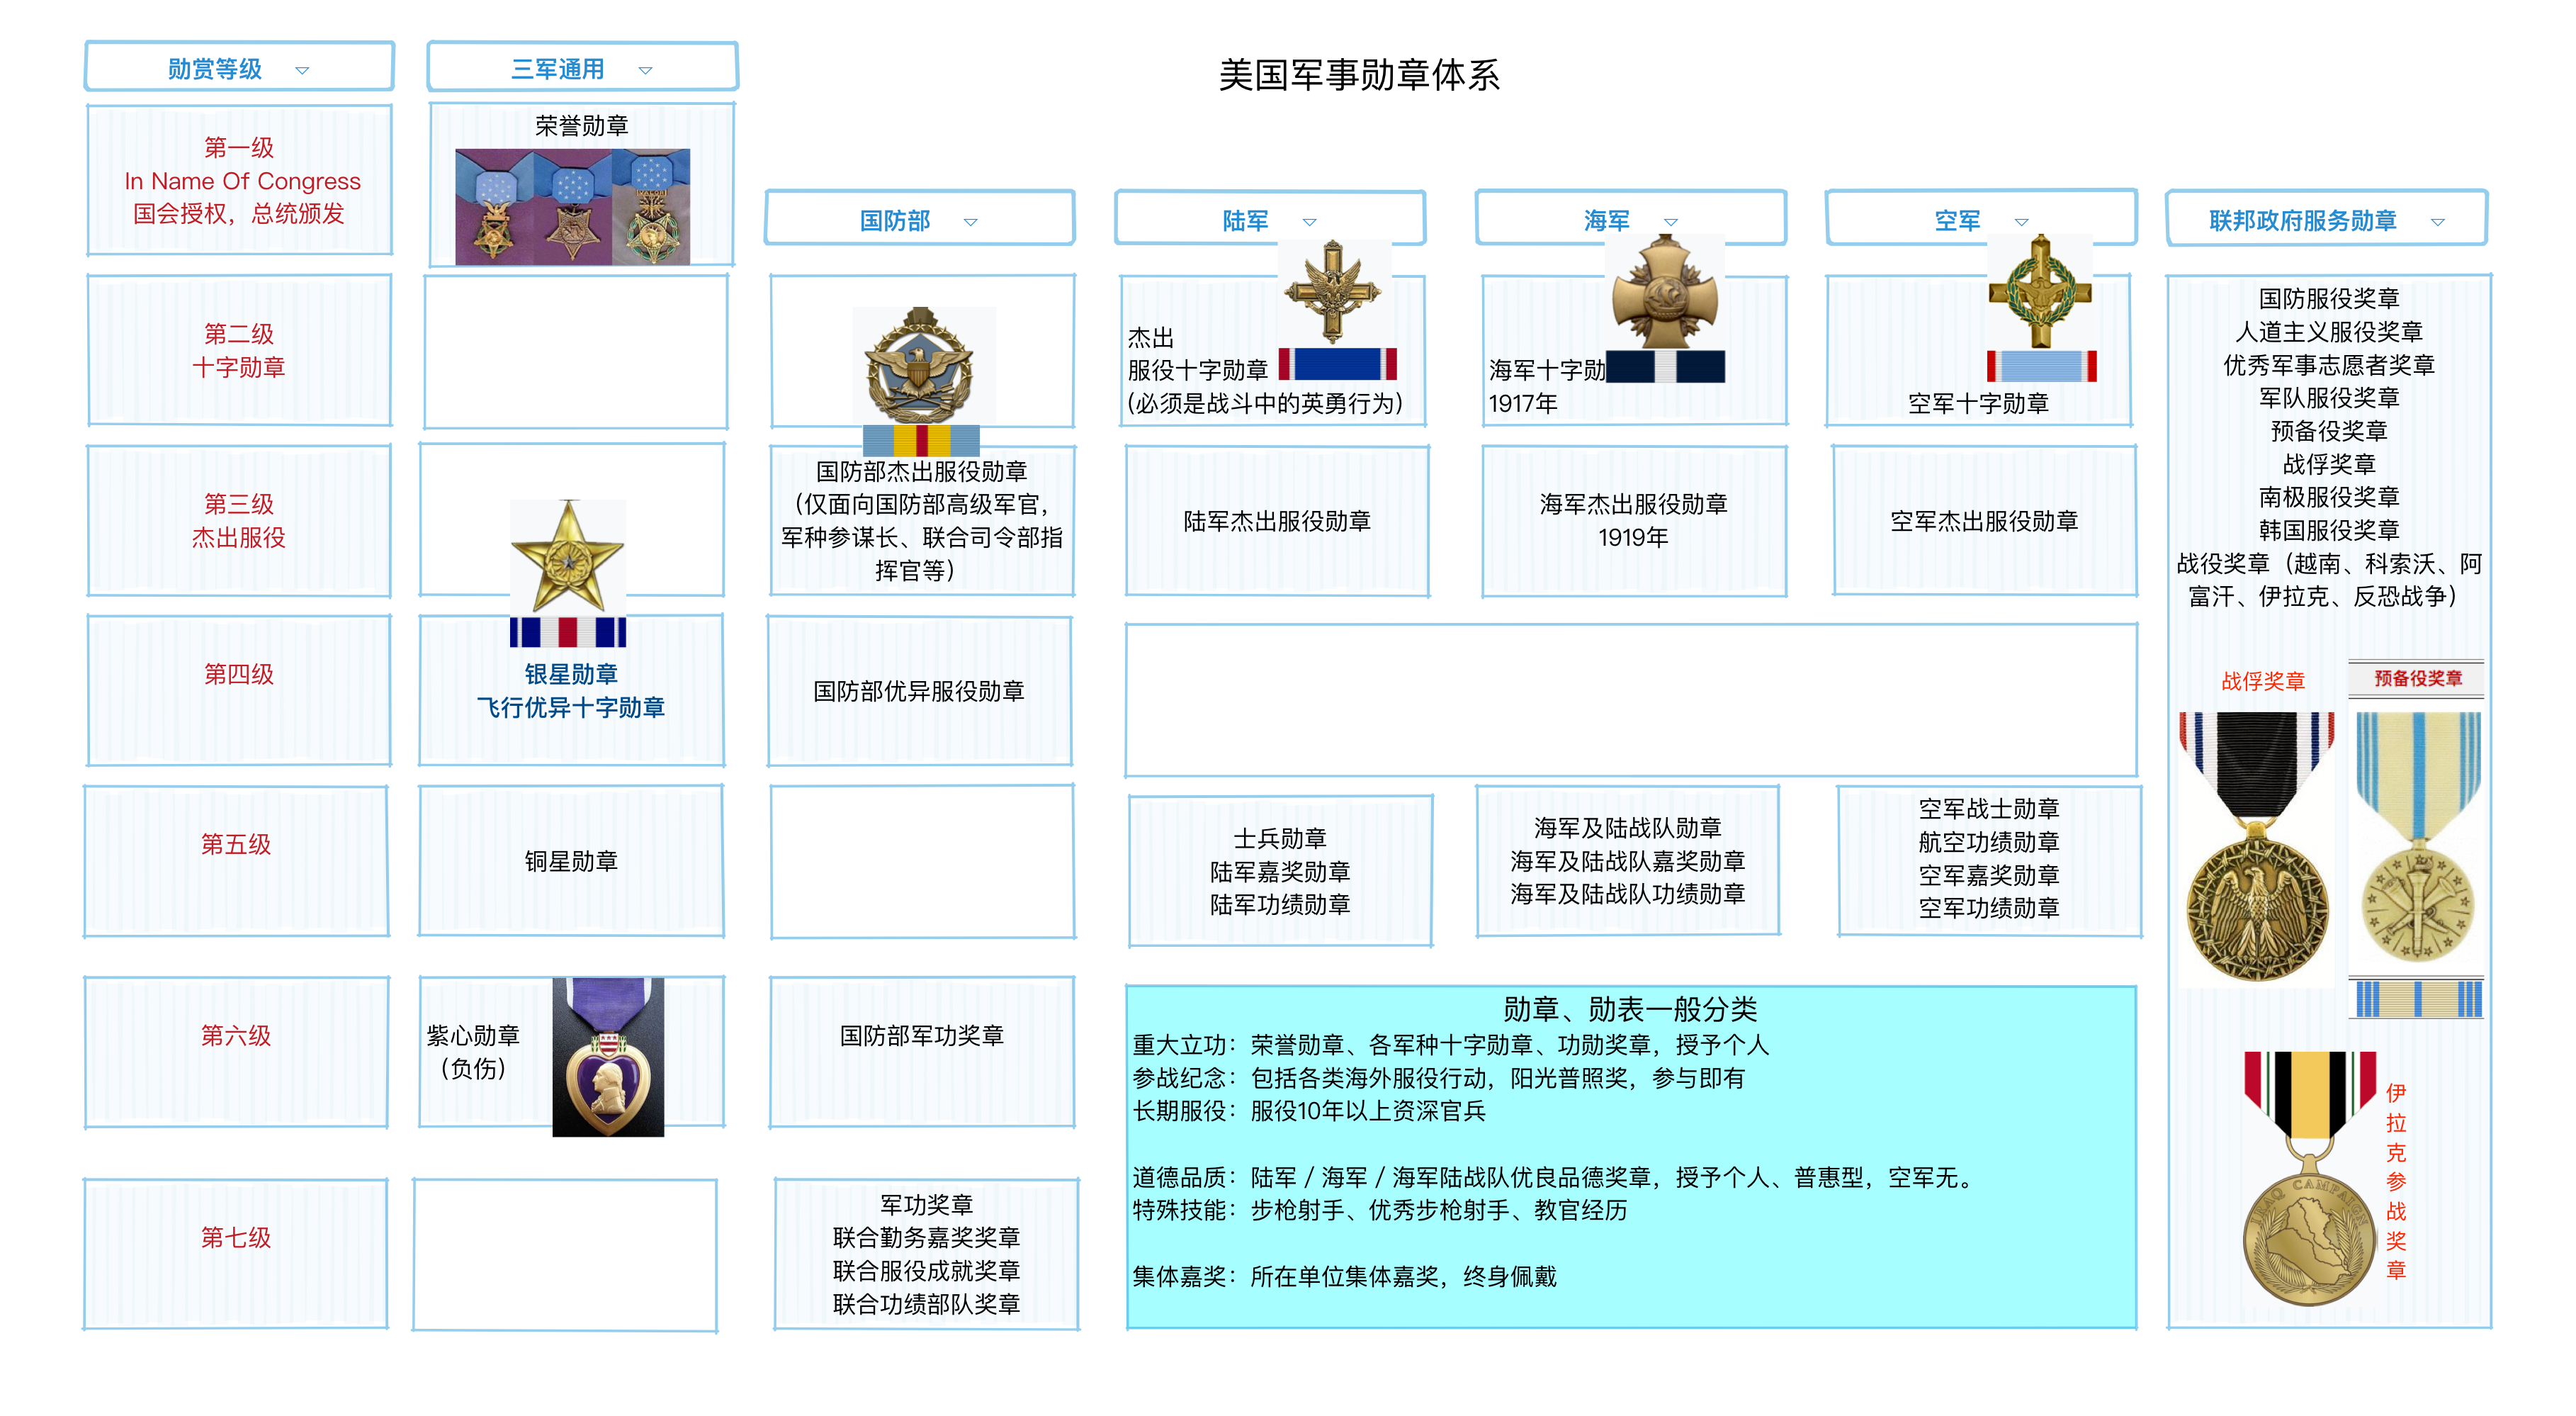 美国军事勋章体系
勋赏等级
三军通用
第一级
In Name Of Congress
国会授权，总统颁发
荣誉勋章
国防部
陆军
海军
空军
联邦政府服务勋章
第二级
十字勋章
杰出
服役十字勋章
(必须是战斗中的英勇行为)
海军十字勋
1917年
空军十字勋章
第三级
杰出服役
国防部杰出服役勋章
（仅面向国防部高级军官，
军种参谋长、联合司令部指
挥官等）
陆军杰出服役勋章
海军杰出服役勋章
1919年
空军杰出服役勋章
第四级
银星勋章
飞行优异十字勋章
国防部优异服役勋章
第五级
铜星勋章
士兵勋章
陆军嘉奖勋章
陆军功绩勋章
海军及陆战队勋章
海军及陆战队嘉奖勋章
海军及陆战队功绩勋章
空军战士勋章
航空功绩勋章
空军嘉奖勋章
空军功绩勋章
第六级
紫心勋章
（负伤）
国防部军功奖章
第七级
军功奖章
联合勤务嘉奖奖章
联合服役成就奖章
联合功绩部队奖章
勋章、勋表一般分类
重大立功：荣誉勋章、各军种十字勋章、功勋奖章，授予个人
参战纪念：包括各类海外服役行动，阳光普照奖，参与即有
长期服役：服役10年以上资深官兵
道德品质：陆军 / 海军 / 海军陆战队优良品德奖章，授予个人、普惠型，空军无。
特殊技能：步枪射手、优秀步枪射手、教官经历
集体嘉奖：所在单位集体嘉奖，终身佩戴
国防服役奖章
人道主义服役奖章
优秀军事志愿者奖章
军队服役奖章
预备役奖章
战俘奖章
南极服役奖章
韩国服役奖章
战役奖章（越南、科索沃、阿
富汗、伊拉克、反恐战争）
战俘奖章
预备役奖章
伊拉克参战奖章
IRAQ CAMPAIGN
VALOR